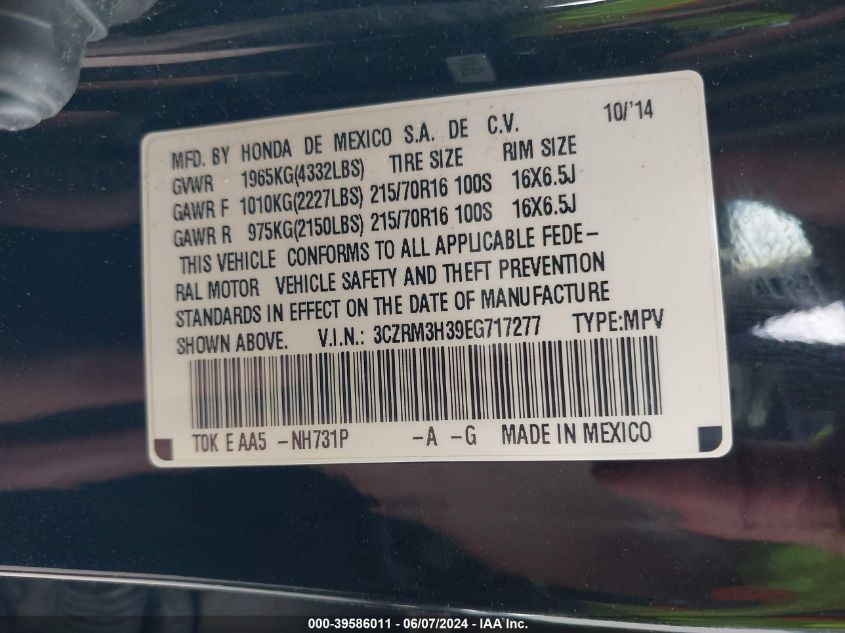 MFD. BY HONDA DE MEXICO S.A. DE C.V. 10/'14
GVWR 1965KG(4332LBS) TIRE SIZE RIM SIZE
GAWR F 1010KG(2227LBS) 215/70R16 100S 16X6.5J
GAWR R 975KG(2150LBS) 215/70R16 100S 16X6.5J
THIS VEHICLE CONFORMS TO ALL APPLICABLE FEDE-
RAL MOTOR VEHICLE SAFETY AND THEFT PREVENTION
STANDARDS IN EFFECT ON THE DATE OF MANUFACTURE
SHOWN ABOVE. V.I.N.: 3CZRM3H39EG717277 TYPE:MPV
T0K E AA5 -NH731P -A -G MADE IN MEXICO
000-39586011 - 06/07/2024 - IAA Inc.